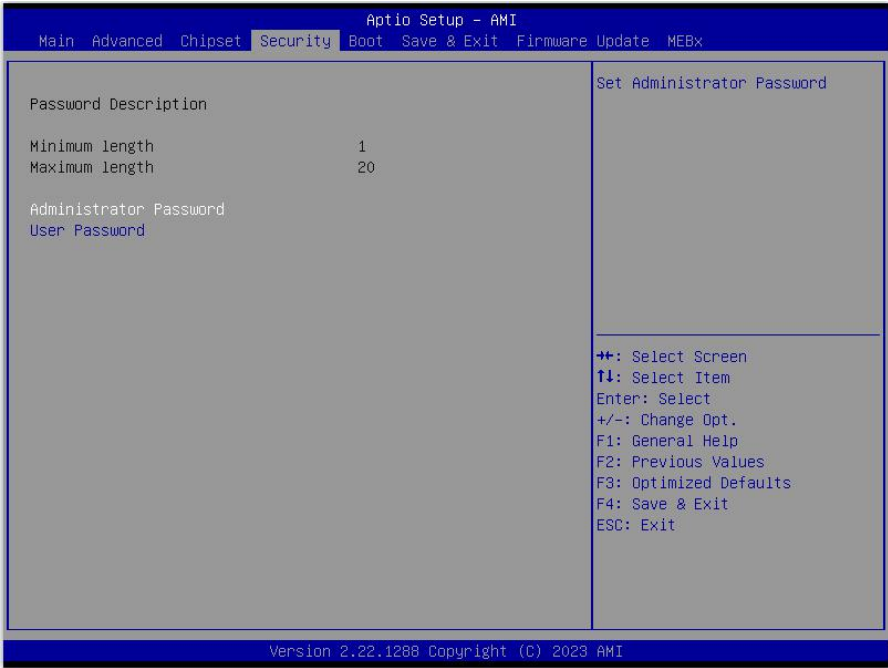 Aptio Setup – AMI
Main Advanced Chipset Security Boot Save & Exit Firmware Update MEBx
Password Description
Minimum length 1
Maximum length 20
Administrator Password
User Password
Set Administrator Password
→←: Select Screen
↑↓: Select Item
Enter: Select
+/-: Change Opt.
F1: General Help
F2: Previous Values
F3: Optimized Defaults
F4: Save & Exit
ESC: Exit
Version 2.22.1288 Copyright (C) 2023 AMI